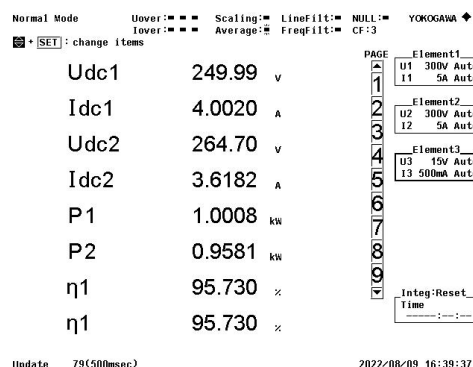 Normal Mode Uover: Scaling: LineFilt: NULL: YOKOGAWA
Iover: Average: FreqFilt: CF:3
+ SET : change items
PAGE
Udc1 249.99 V
Idc1 4.0020 A
Udc2 264.70 V
Idc2 3.6182 A
P1 1.0008 kW
P2 0.9581 kW
η1 95.730 %
η1 95.730 %
1
2
3
4
5
6
7
8
9
Element1
U1 300V Aut
I1 5A Aut
Element2
U2 300V Aut
I2 5A Aut
Element3
U3 15V Aut
I3 500mA Aut
Integ:Reset
Time
-----:--:--
Update 79(500msec) 2022/08/09 16:39:37